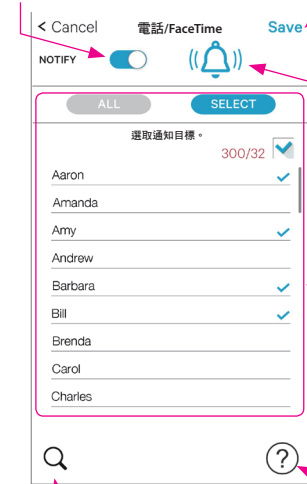 < Cancel 電話/FaceTime Save
NOTIFY
ALL SELECT
選取通知目標。
300/32
Aaron
Amanda
Amy
Andrew
Barbara
Bill
Brenda
Carol
Charles
?